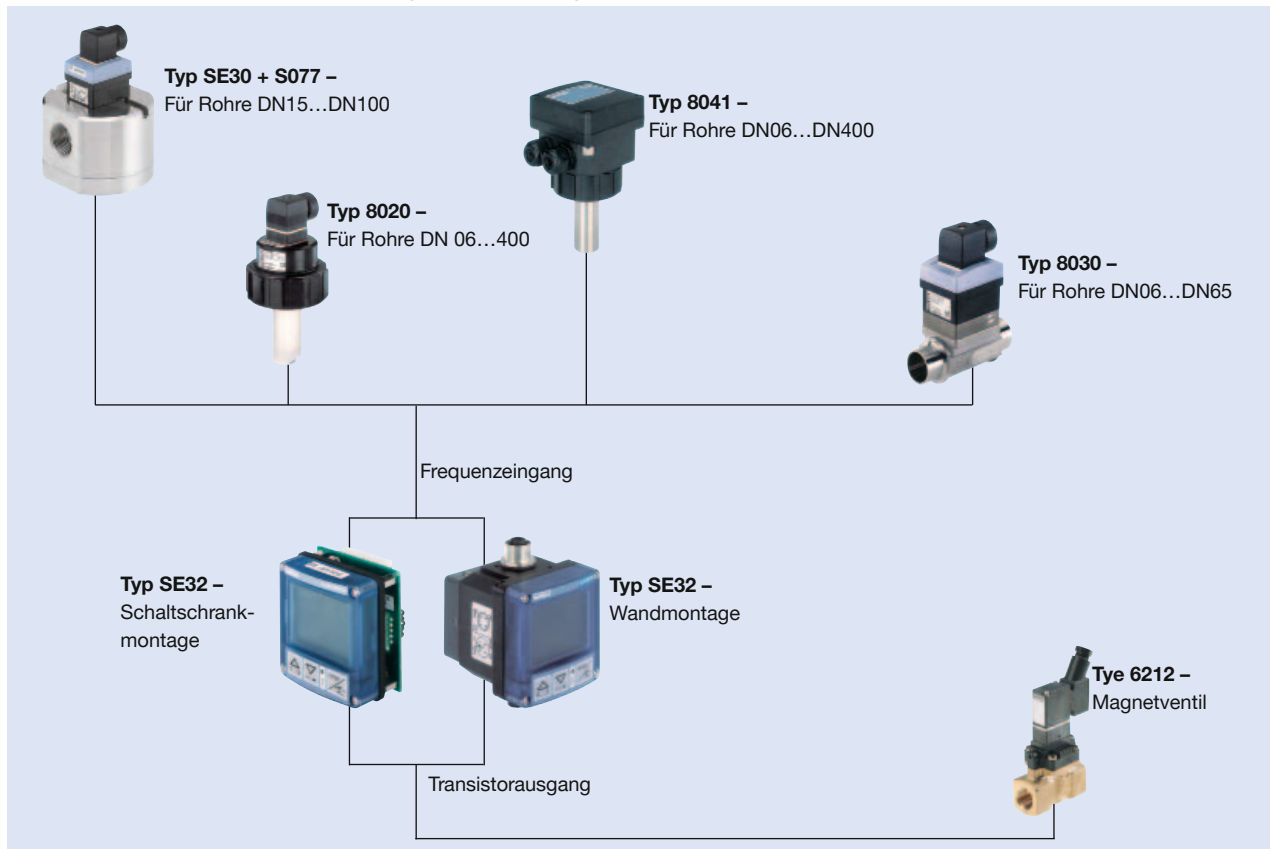 Typ SE30 + S077 –
Für Rohre DN15…DN100
Typ 8041 –
Für Rohre DN06…DN400
Typ 8020 –
Für Rohre DN 06…400
Typ 8030 –
Für Rohre DN06…DN65
Frequenzeingang
Typ SE32 –
Schaltschrank-
montage
Typ SE32 –
Wandmontage
Tye 6212 –
Magnetventil
Transistorausgang